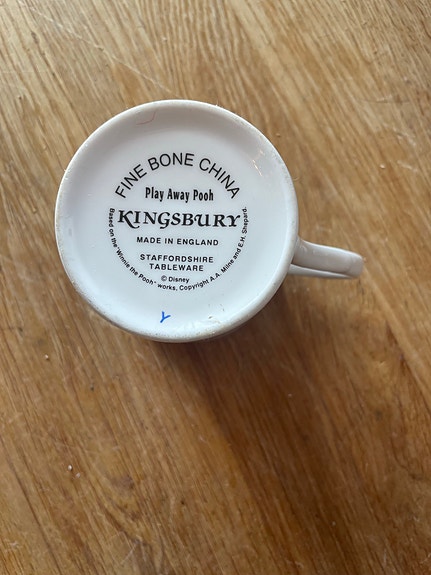 FINE BONE CHINA
Play Away Pooh
KINGSBURY
MADE IN ENGLAND
STAFFORDSHIRE
TABLEWARE
© Disney
Based on the "Winnie the Pooh" works, Copyright A.A. Milne and E.H. Shepard.
Y